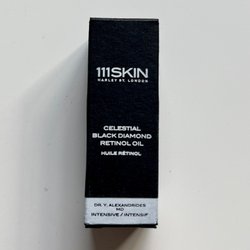 111SKIN
HARLEY ST. LONDON
CELESTIAL
BLACK DIAMOND
RETINOL OIL
HUILE RÉTINOL
DR. Y. ALEXANDRIDES
MD
INTENSIVE / INTENSIF